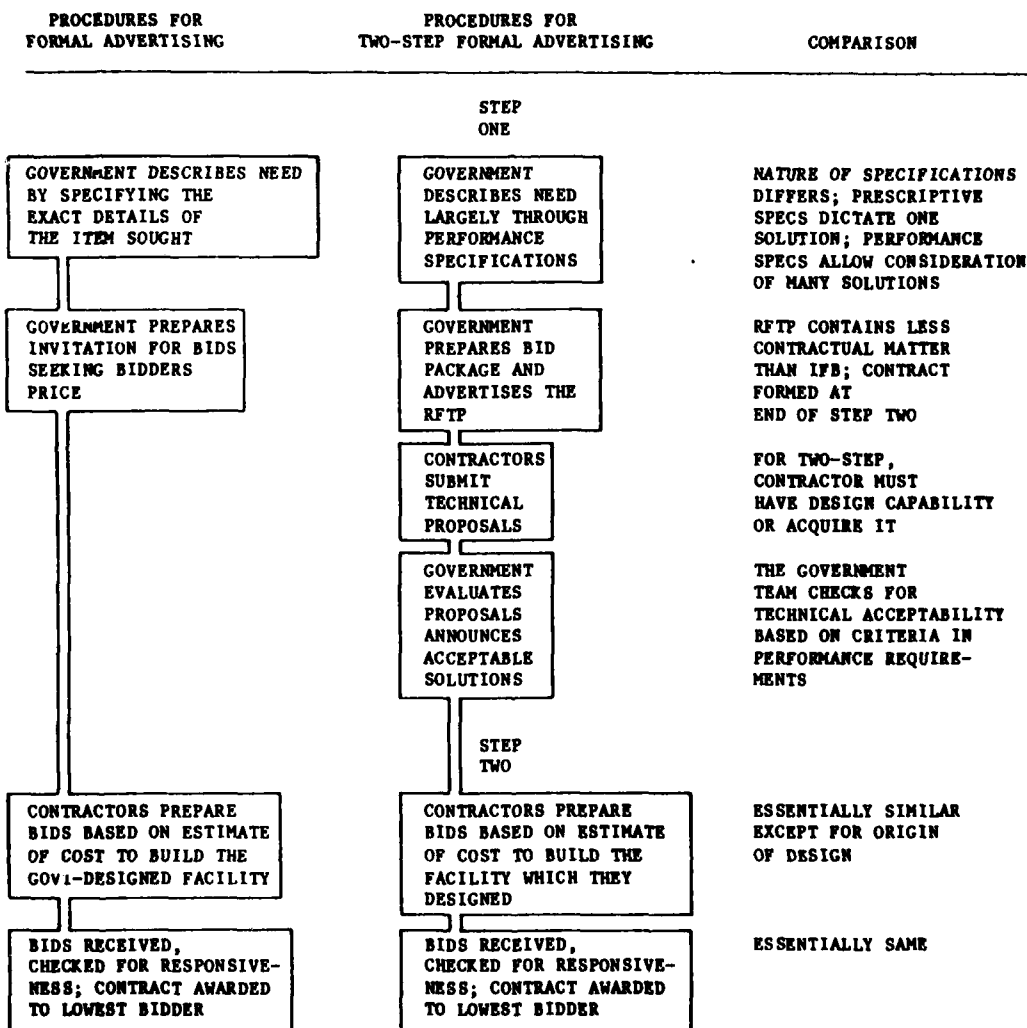 PROCEDURES FOR
FORMAL ADVERTISING
PROCEDURES FOR
TWO-STEP FORMAL ADVERTISING
COMPARISON
STEP
ONE
GOVERNMENT DESCRIBES NEED
BY SPECIFYING THE
EXACT DETAILS OF
THE ITEM SOUGHT
GOVERNMENT
DESCRIBES NEED
LARGELY THROUGH
PERFORMANCE
SPECIFICATIONS
NATURE OF SPECIFICATIONS
DIFFERS; PRESCRIPTIVE
SPECS DICTATE ONE
SOLUTION; PERFORMANCE
SPECS ALLOW CONSIDERATION
OF MANY SOLUTIONS
GOVERNMENT PREPARES
INVITATION FOR BIDS
SEEKING BIDDERS
PRICE
GOVERNMENT
PREPARES BID
PACKAGE AND
ADVERTISES THE
RFTP
RFTP CONTAINS LESS
CONTRACTUAL MATTER
THAN IFB; CONTRACT
FORMED AT
END OF STEP TWO
CONTRACTORS
SUBMIT
TECHNICAL
PROPOSALS
FOR TWO-STEP,
CONTRACTOR MUST
HAVE DESIGN CAPABILITY
OR ACQUIRE IT
GOVERNMENT
EVALUATES
PROPOSALS
ANNOUNCES
ACCEPTABLE
SOLUTIONS
THE GOVERNMENT
TEAM CHECKS FOR
TECHNICAL ACCEPTABILITY
BASED ON CRITERIA IN
PERFORMANCE REQUIRE-
MENTS
STEP
TWO
CONTRACTORS PREPARE
BIDS BASED ON ESTIMATE
OF COST TO BUILD THE
GOVT-DESIGNED FACILITY
CONTRACTORS PREPARE
BIDS BASED ON ESTIMATE
OF COST TO BUILD THE
FACILITY WHICH THEY
DESIGNED
ESSENTIALLY SIMILAR
EXCEPT FOR ORIGIN
OF DESIGN
BIDS RECEIVED,
CHECKED FOR RESPONSIVE-
NESS; CONTRACT AWARDED
TO LOWEST BIDDER
BIDS RECEIVED,
CHECKED FOR RESPONSIVE-
NESS; CONTRACT AWARDED
TO LOWEST BIDDER
ESSENTIALLY SAME